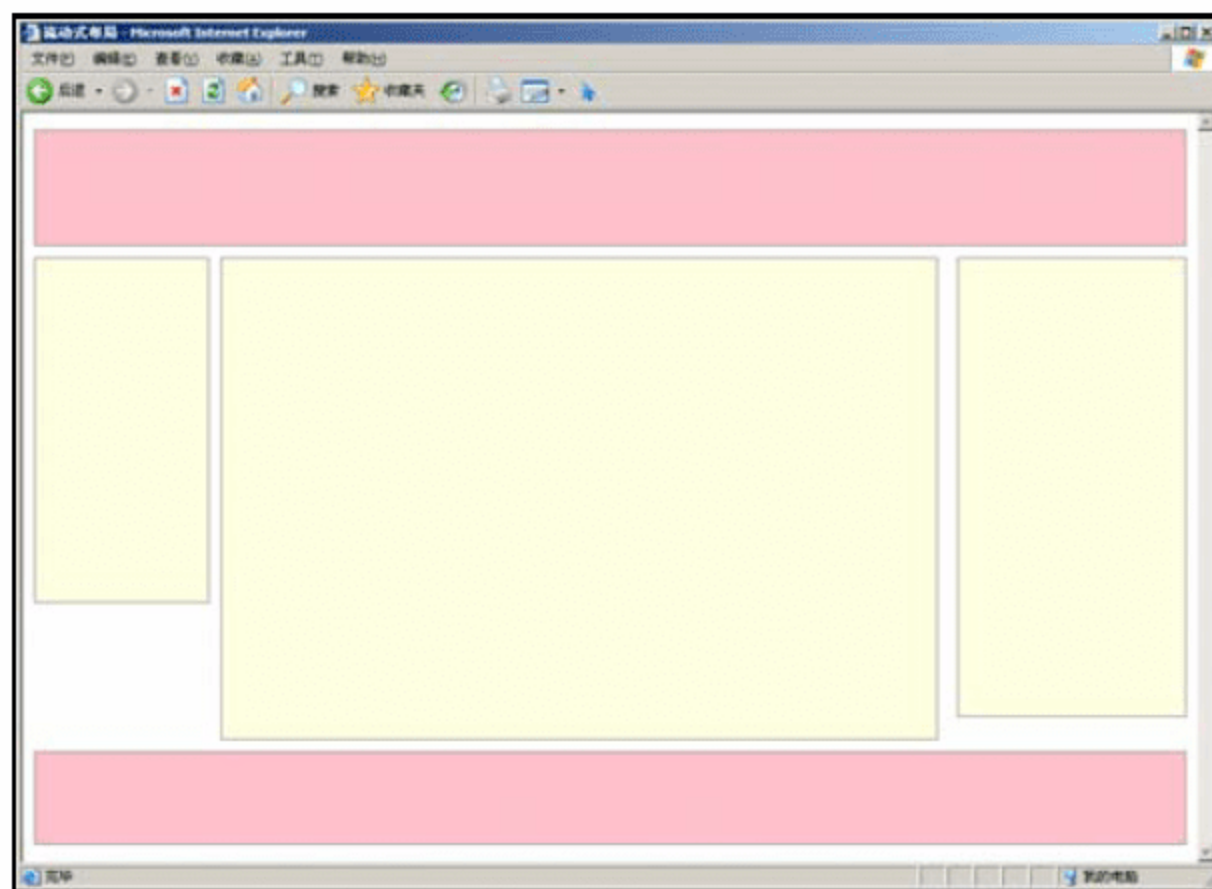 流动式布局 - Microsoft Internet Explorer
文件(F) 编辑(E) 查看(V) 收藏(A) 工具(T) 帮助(H)
后退 搜索 收藏夹
完毕 我的电脑